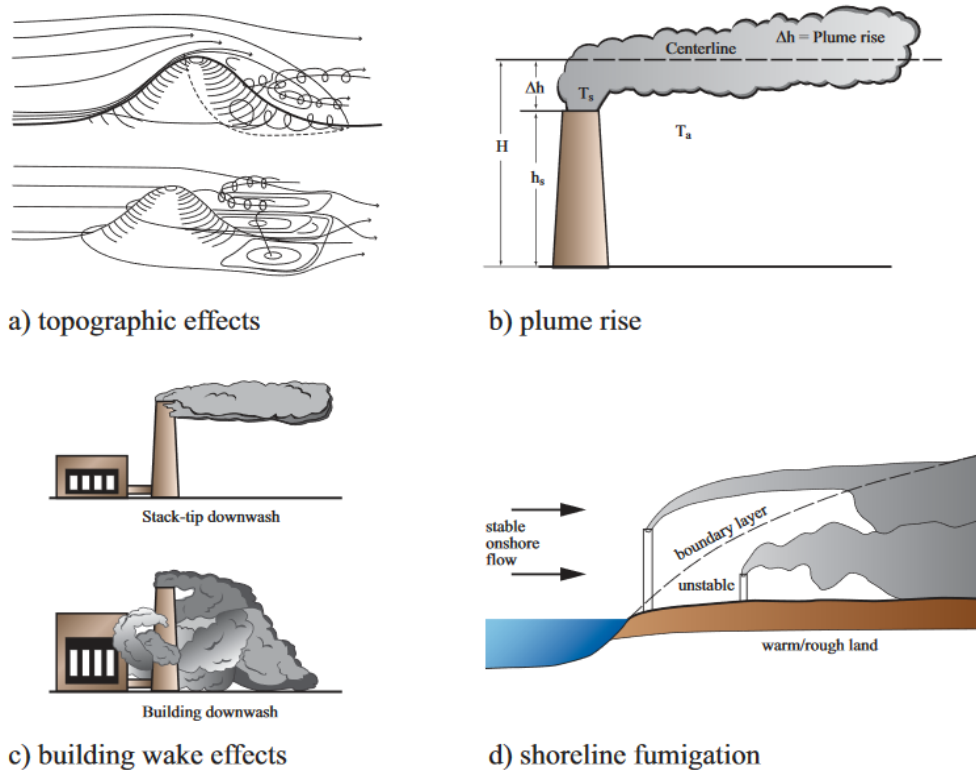 a) topographic effects
Centerline
Δh = Plume rise
Δh
Tₛ
Tₐ
H
hₛ
b) plume rise
Stack-tip downwash
Building downwash
c) building wake effects
stable
onshore
flow
boundary layer
unstable
warm/rough land
d) shoreline fumigation